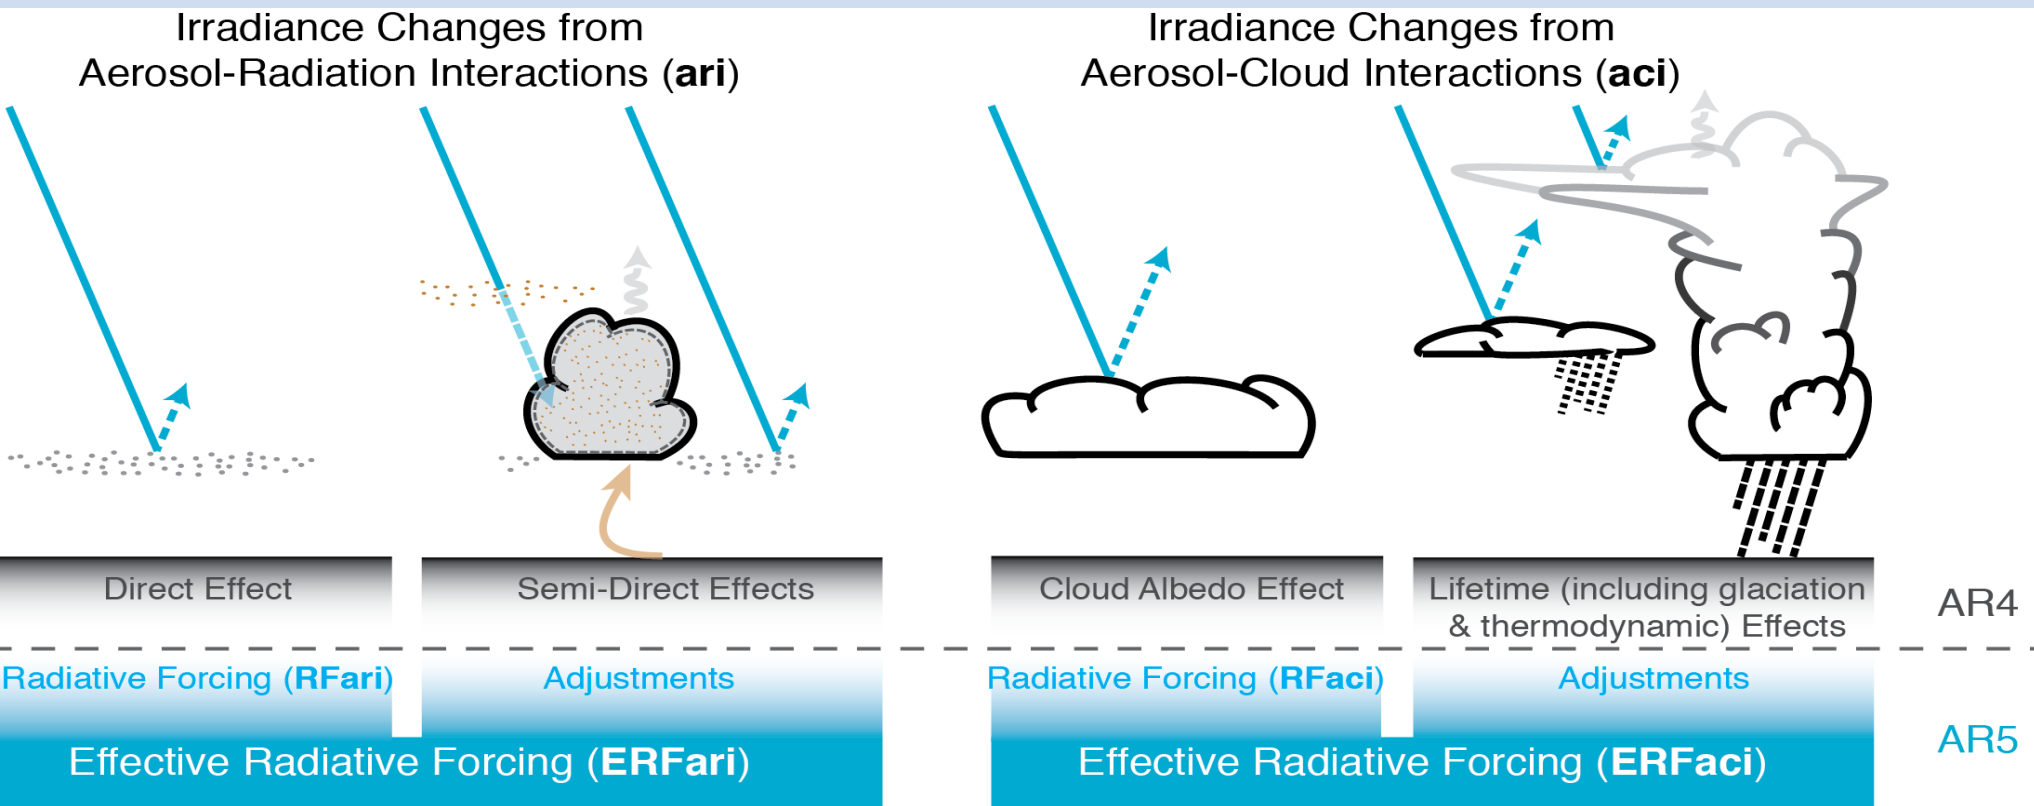 Irradiance Changes from
Aerosol-Radiation Interactions (ari)
Irradiance Changes from
Aerosol-Cloud Interactions (aci)
Direct Effect
Semi-Direct Effects
Cloud Albedo Effect
Lifetime (including glaciation
& thermodynamic) Effects
AR4
Radiative Forcing (RFari)
Adjustments
Radiative Forcing (RFaci)
Adjustments
AR5
Effective Radiative Forcing (ERFari)
Effective Radiative Forcing (ERFaci)